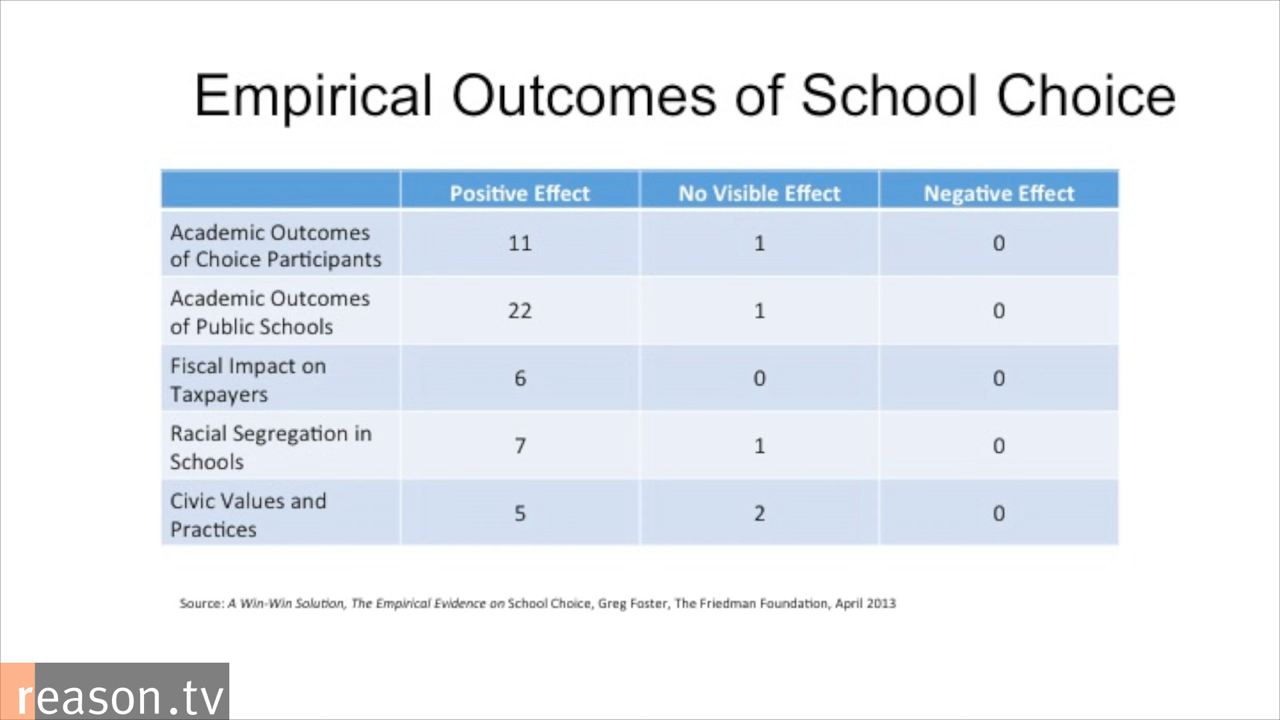 Empirical Outcomes of School Choice
Positive Effect No Visible Effect Negative Effect
Academic Outcomes
of Choice Participants
11 1 0
Academic Outcomes
of Public Schools
22 1 0
Fiscal Impact on
Taxpayers
6 0 0
Racial Segregation in
Schools
7 1 0
Civic Values and
Practices
5 2 0
Source: A Win-Win Solution, The Empirical Evidence on School Choice, Greg Foster, The Friedman Foundation, April 2013
reason.tv